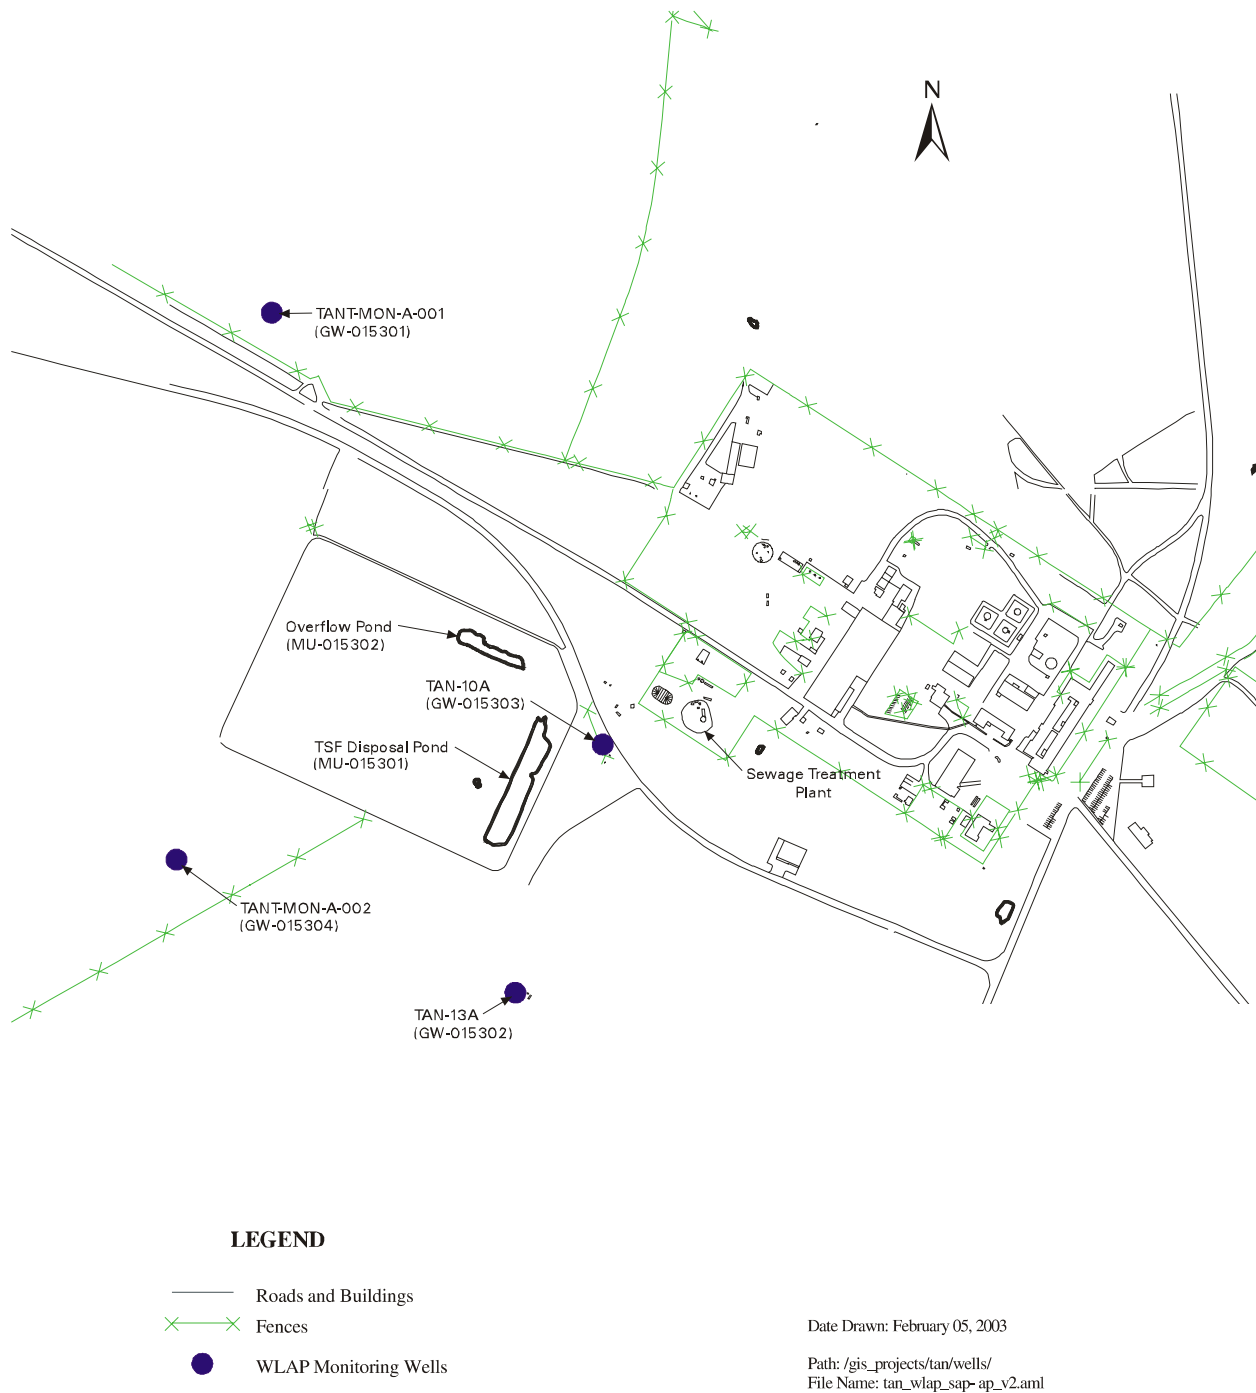 N
TANT-MON-A-001
(GW-015301)
Overflow Pond
(MU-015302)
TAN-10A
(GW-015303)
TSF Disposal Pond
(MU-015301)
Sewage Treatment
Plant
TANT-MON-A-002
(GW-015304)
TAN-13A
(GW-015302)
LEGEND
Roads and Buildings
Fences
WLAP Monitoring Wells
Date Drawn: February 05, 2003
Path: /gis_projects/tan/wells/
File Name: tan_wlap_sap- ap_v2.aml